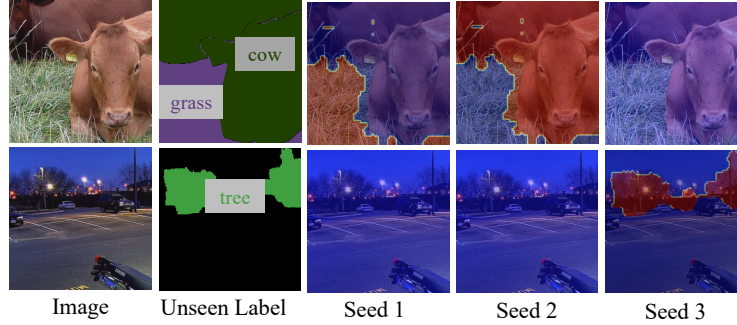 cow
grass
tree
Image
Unseen Label
Seed 1
Seed 2
Seed 3